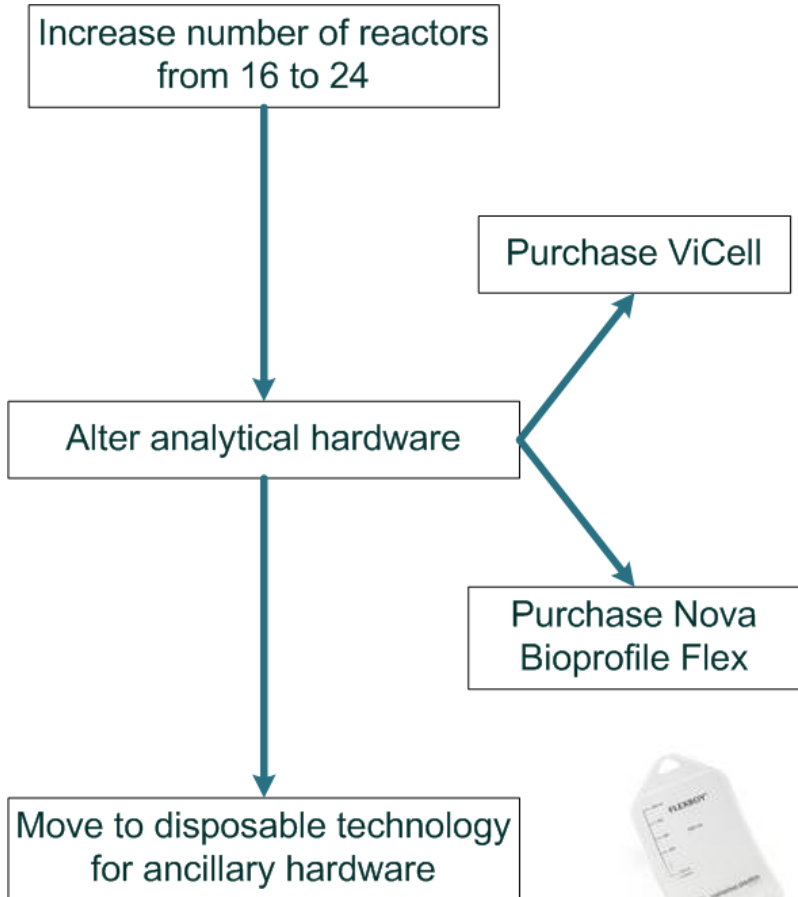 Increase number of reactors
from 16 to 24
Purchase ViCell
Alter analytical hardware
Purchase Nova
Bioprofile Flex
FLEXBOY
Move to disposable technology
for ancillary hardware